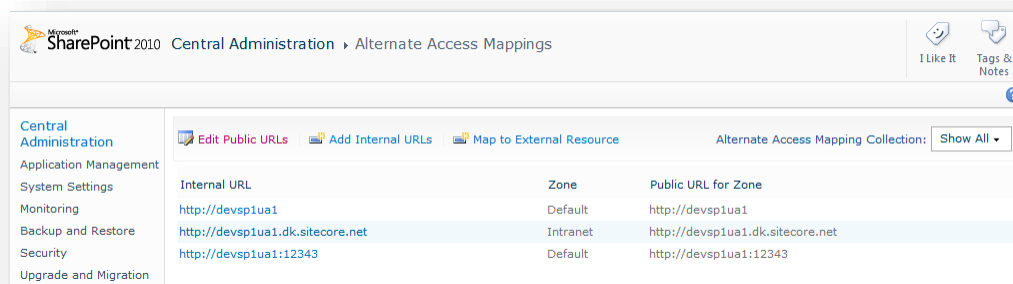 Microsoft®
SharePoint® 2010 Central Administration ▸ Alternate Access Mappings
I Like It
Tags &
Notes
Central
Administration
Application Management
System Settings
Monitoring
Backup and Restore
Security
Upgrade and Migration
Edit Public URLs
Add Internal URLs
Map to External Resource
Alternate Access Mapping Collection: Show All
Internal URL Zone Public URL for Zone
http://devsp1ua1 Default http://devsp1ua1
http://devsp1ua1.dk.sitecore.net Intranet http://devsp1ua1.dk.sitecore.net
http://devsp1ua1:12343 Default http://devsp1ua1:12343